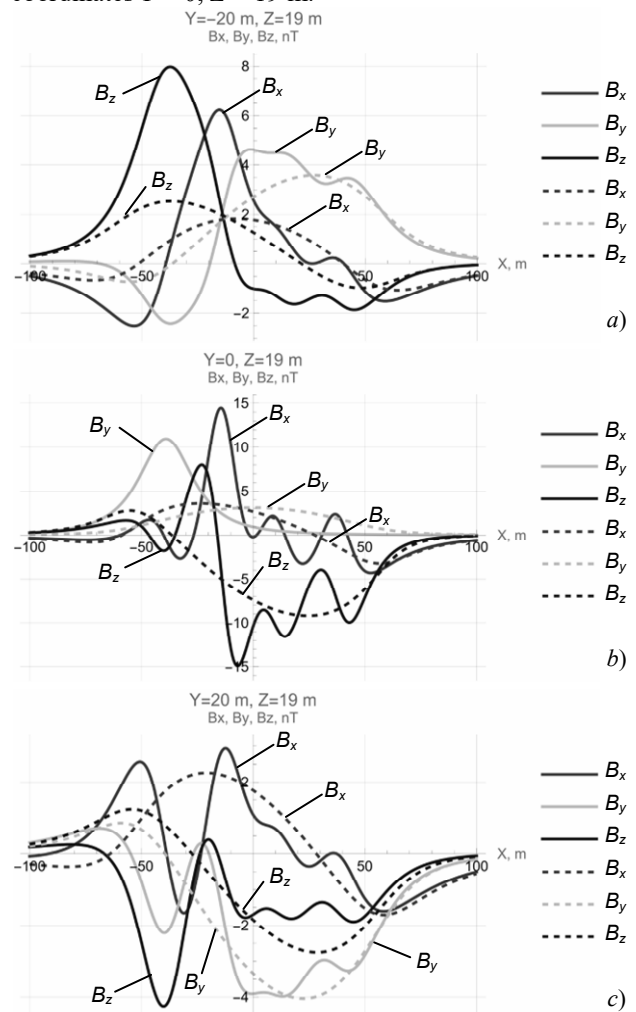 Y=−20 m, Z=19 m
Bx, By, Bz, nT
8
6
4
2
−2
−100
−50
50
100
X, m
Bz
Bx
By
By
Bz
Bx
Bx
By
Bz
Bx
By
Bz
a)
Y=0, Z=19 m
Bx, By, Bz, nT
15
10
5
−5
−10
−15
−100
−50
50
100
X, m
By
Bx
By
Bx
Bz
Bz
Bx
By
Bz
Bx
By
Bz
b)
Y=20 m, Z=19 m
Bx, By, Bz, nT
2
−2
−4
−100
−50
50
100
X, m
Bx
Bx
Bz
By
Bz
By
Bx
By
Bz
Bx
By
Bz
c)